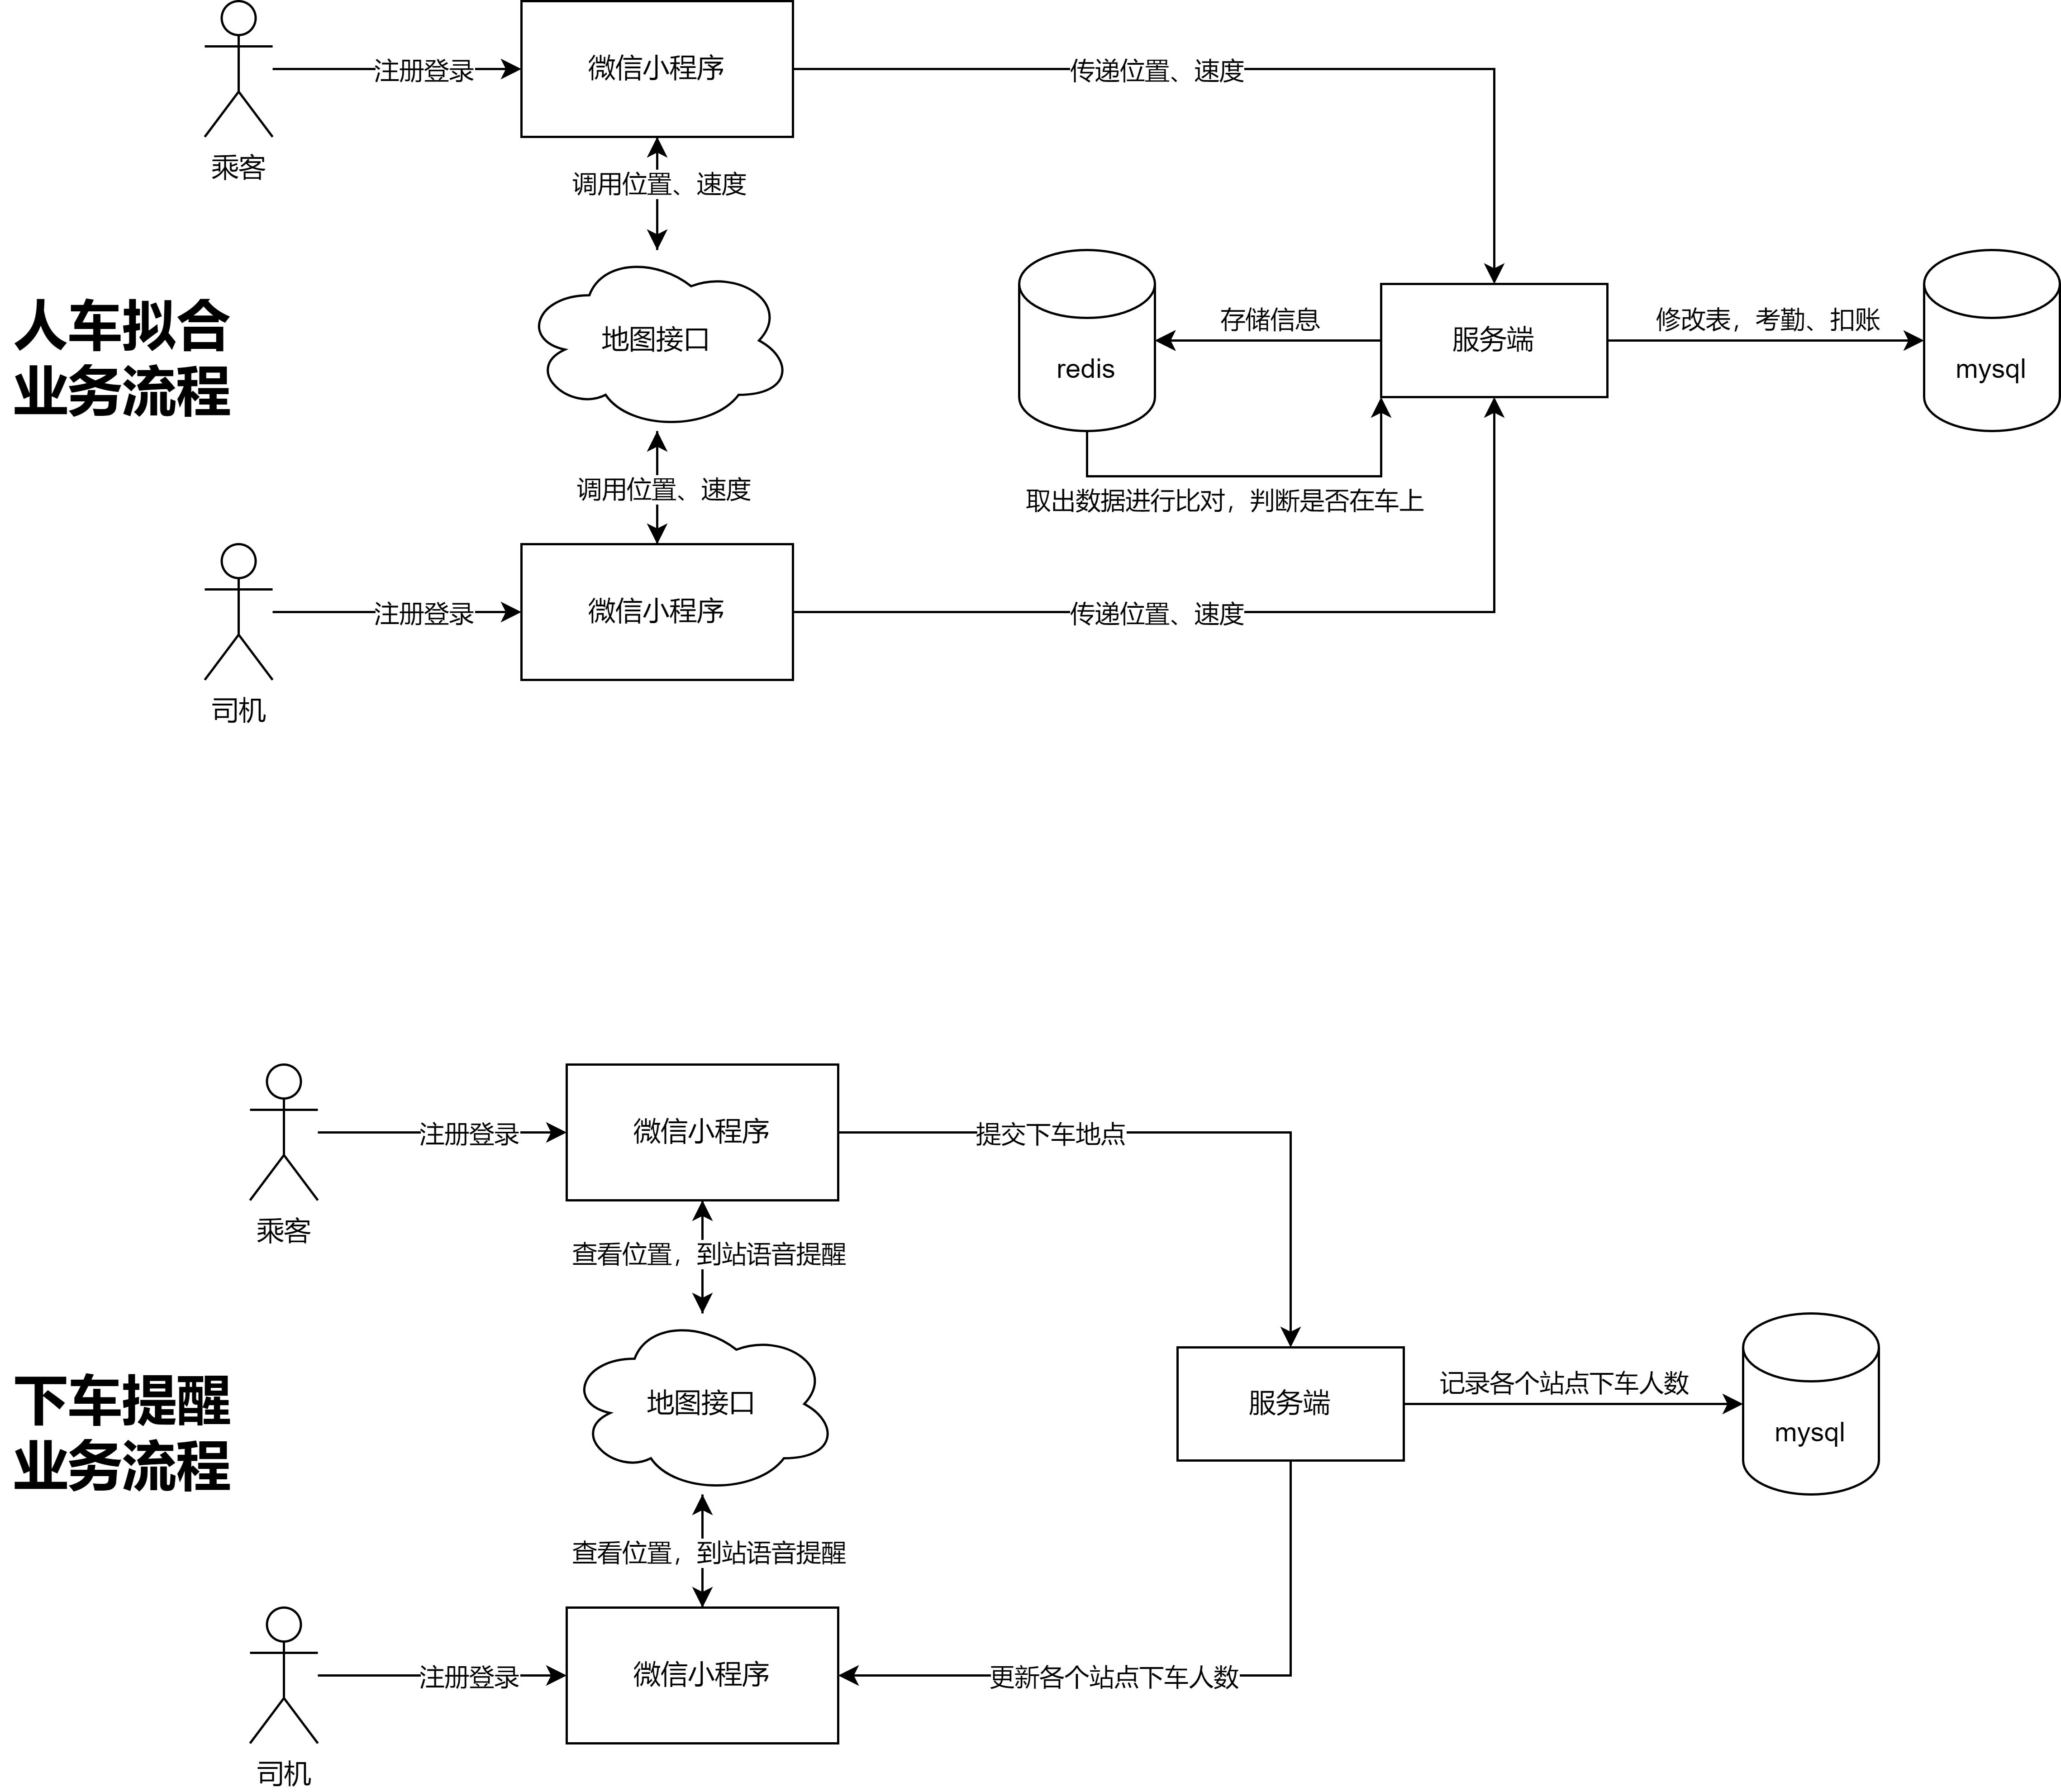 注册登录
微信小程序
传递位置、速度
乘客
调用位置、速度
人车拟合
业务流程
地图接口
redis
存储信息
服务端
修改表，考勤、扣账
mysql
调用位置、速度
取出数据进行比对，判断是否在车上
注册登录
微信小程序
传递位置、速度
司机
注册登录
微信小程序
提交下车地点
乘客
查看位置，到站语音提醒
下车提醒
业务流程
地图接口
服务端
记录各个站点下车人数
mysql
查看位置，到站语音提醒
注册登录
微信小程序
更新各个站点下车人数
司机